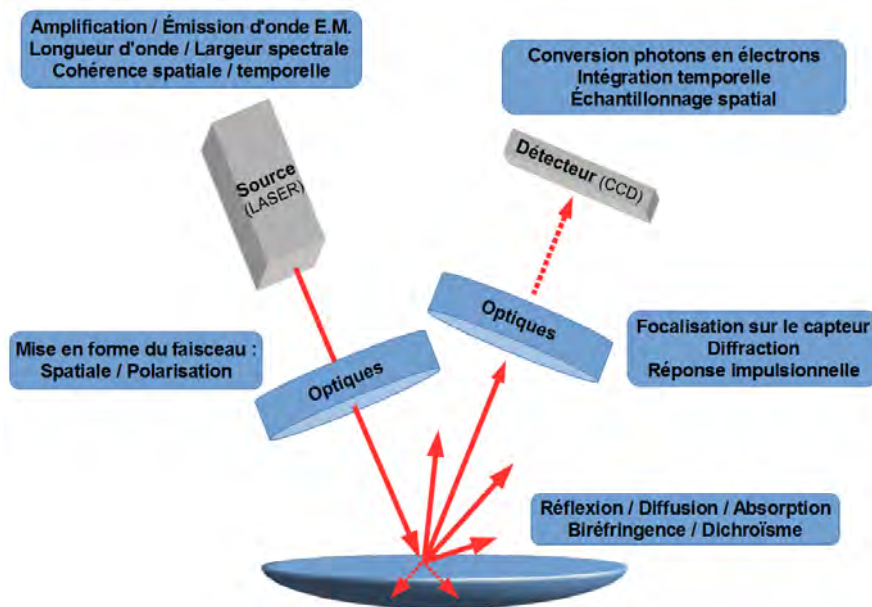 Amplification / Émission d'onde E.M.
Longueur d'onde / Largeur spectrale
Cohérence spatiale / temporelle
Conversion photons en électrons
Intégration temporelle
Échantillonnage spatial
Source
(LASER)
Détecteur (CCD)
Mise en forme du faisceau :
Spatiale / Polarisation
Optiques
Optiques
Focalisation sur le capteur
Diffraction
Réponse impulsionnelle
Réflexion / Diffusion / Absorption
Biréfringence / Dichroïsme